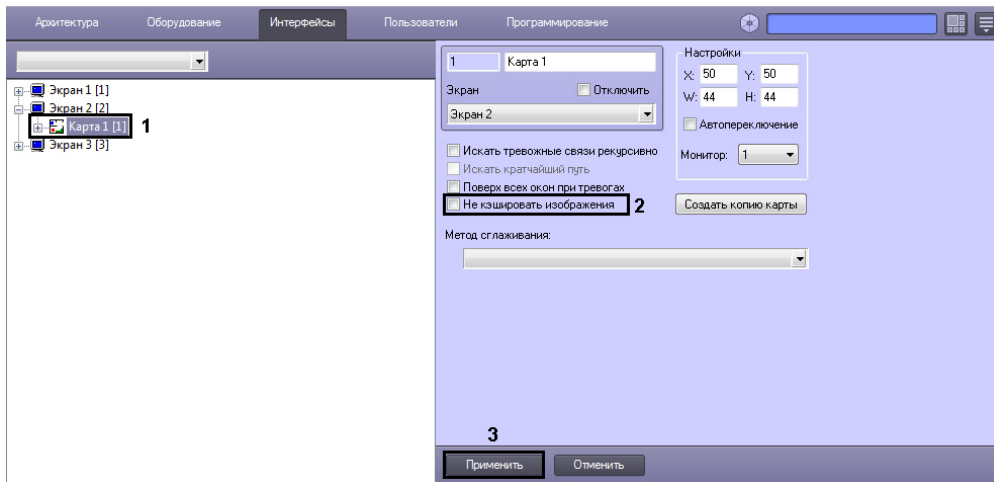 Архитектура Оборудование Интерфейсы Пользователи Программирование
Экран 1 [1]
Экран 2 [2]
Карта 1 [1] 1
Экран 3 [3]
1 Карта 1
Экран Отключить
Экран 2
Настройки
X: 50 Y: 50
W: 44 H: 44
Автопереключение
Монитор: 1
Искать тревожные связи рекурсивно
Искать кратчайший путь
Поверх всех окон при тревогах
Не кэшировать изображения 2
Создать копию карты
Метод сглаживания:
3
Применить Отменить